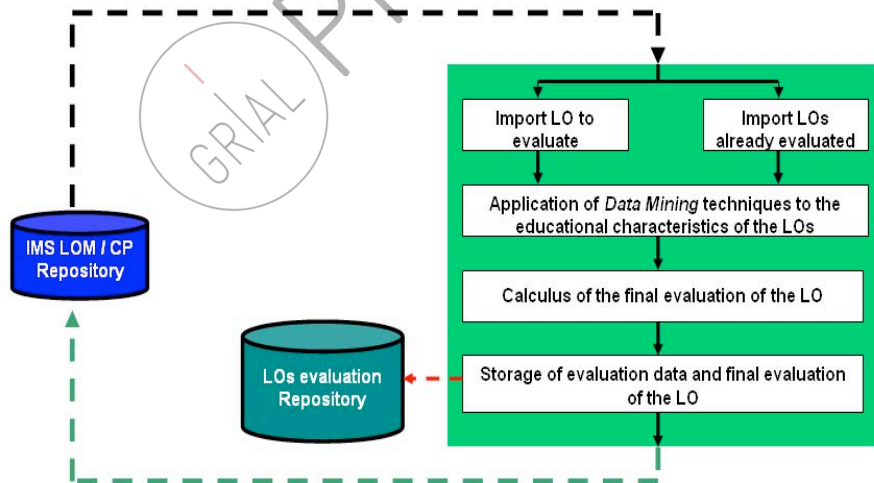 GRIAL
Import LO to
evaluate
Import LOs
already evaluated
Application of Data Mining techniques to the
educational characteristics of the LOs
IMS LOM / CP
Repository
Calculus of the final evaluation of the LO
LOs evaluation
Repository
Storage of evaluation data and final evaluation
of the LO